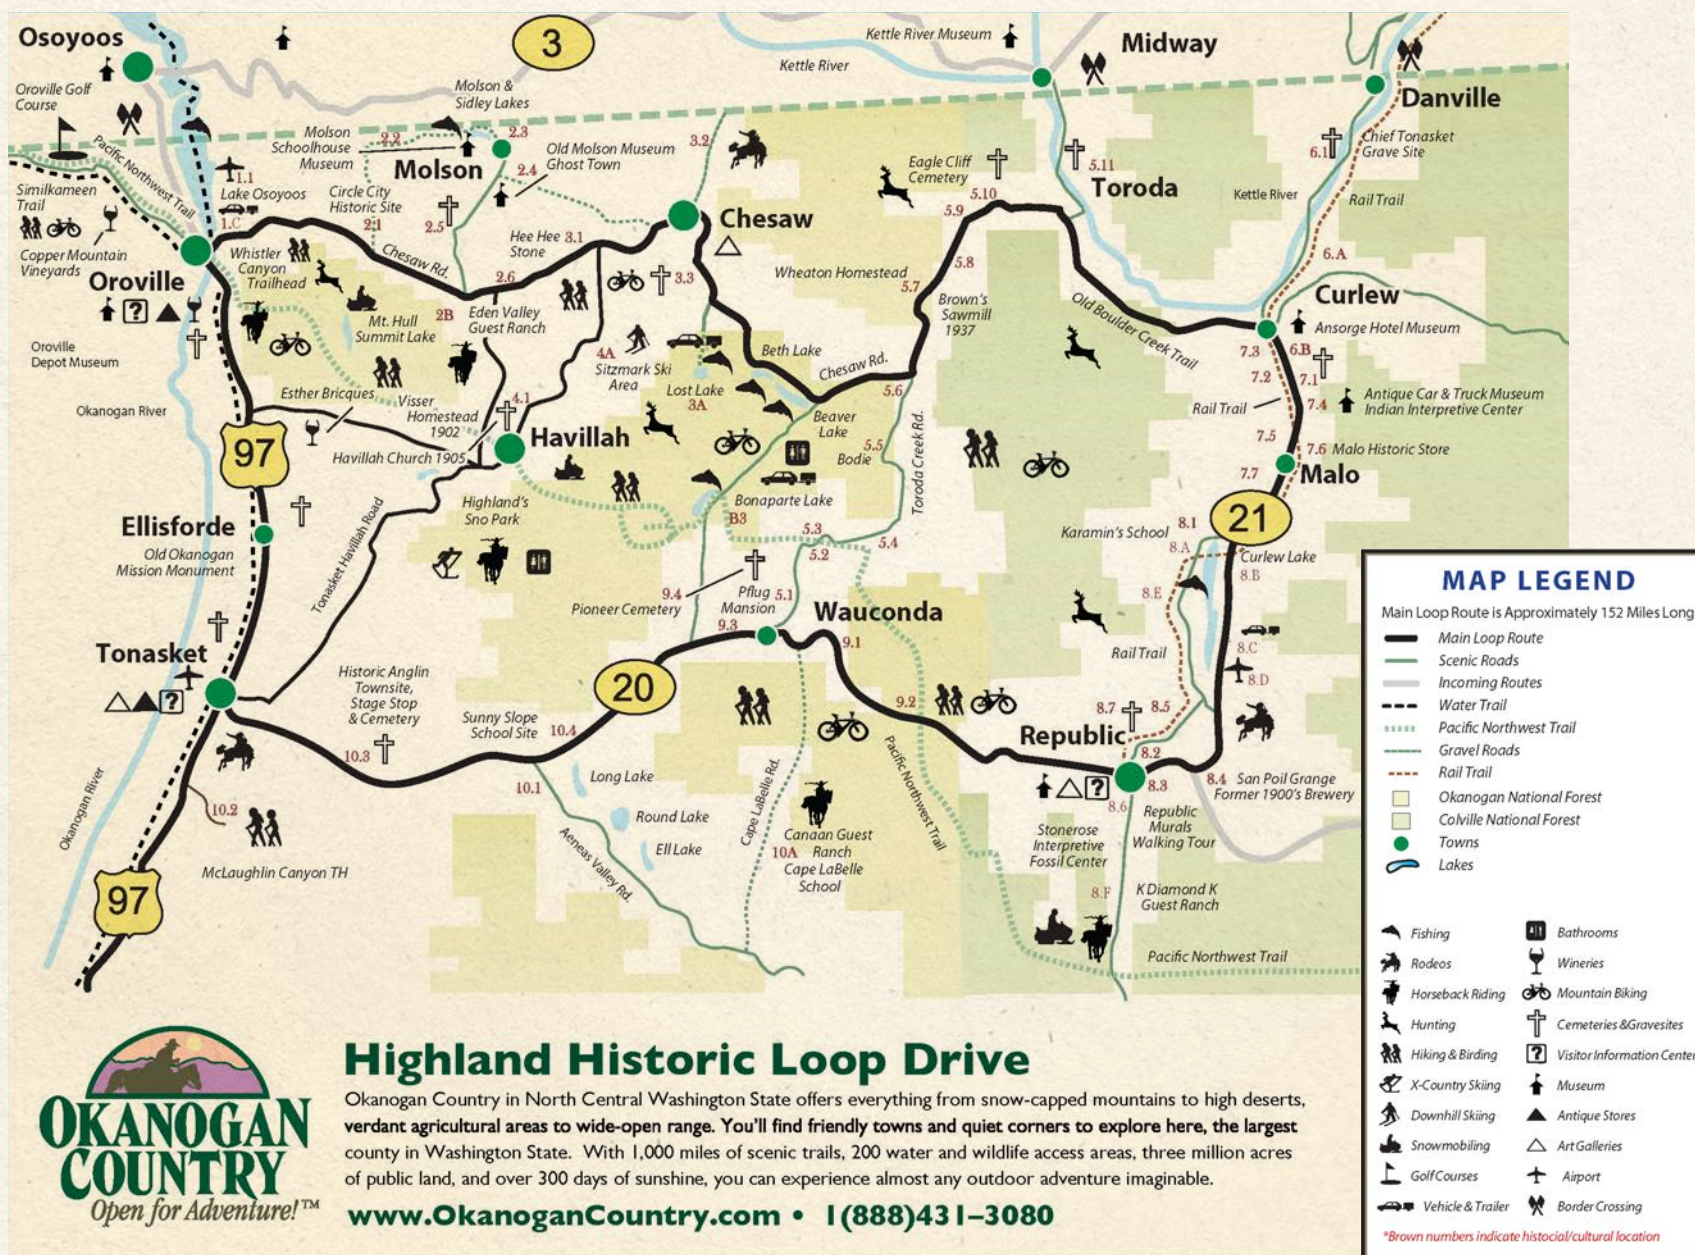 Osoyoos
3
Kettle River Museum
Midway
Kettle River
Danville
Oroville Golf
Course
Molson &
Sidley Lakes
Pacific Northwest Trail
Molson
Schoolhouse
Museum
2.2
2.3
Molson
2.4
Old Molson Museum
Ghost Town
3.2
Eagle Cliff
Cemetery
5.10
5.9
5.11
Toroda
6.1
Chief Tonasket
Grave Site
Kettle River
Rail Trail
Similkameen
Trail
1.1
Lake Osoyoos
1.C
Circle City
Historic Site
2.1
2.5
Chesaw
Hee Hee
Stone
3.1
Copper Mountain
Vineyards
Whistler
Canyon
Trailhead
Chesaw Rd.
2.6
3.3
Wheaton Homestead
5.8
5.7
6.A
Oroville
Curlew
Mt. Hull
Summit Lake
2B
Eden Valley
Guest Ranch
Brown's
Sawmill
1937
Old Boulder Creek Trail
Ansorge Hotel Museum
Oroville
Depot Museum
4A
Sitzmark Ski
Area
Beth Lake
Chesaw Rd.
7.3
6.B
7.2
7.1
Esther Bricques
Visser
Homestead
1902
4.1
Lost Lake
3A
5.6
Rail Trail
7.4
Antique Car & Truck Museum
Indian Interpretive Center
Okanogan River
Beaver
Lake
Havillah
Havillah Church 1905
5.5
Bodie
Toroda Creek Rd.
7.5
7.6
Malo Historic Store
7.7
Malo
97
Highland's
Sno Park
Bonaparte Lake
B3
Tonasket Havillah Road
Ellisforde
Old Okanogan
Mission Monument
5.3
5.2
5.4
21
Karamin's School
8.1
8.A
Curlew Lake
8.B
8.E
9.4
Pioneer Cemetery
Pflug
Mansion
5.1
9.3
Wauconda
9.1
Tonasket
Rail Trail
8.C
8.D
Historic Anglin
Townsite,
Stage Stop
& Cemetery
20
9.2
Sunny Slope
School Site
10.4
10.3
8.7
8.5
Republic
8.2
8.3
8.4
San Poil Grange
Former 1900's Brewery
8.6
10.1
Long Lake
Round Lake
Ell Lake
Aeneas Valley Rd.
Cape LaBelle Rd.
Pacific Northwest Trail
Canaan Guest
Ranch
10A
Cape LaBelle
School
Stonerose
Interpretive
Fossil Center
Republic
Murals
Walking Tour
10.2
Okanogan River
McLaughlin Canyon TH
97
8.F
K Diamond K
Guest Ranch
Pacific Northwest Trail
MAP LEGEND
Main Loop Route is Approximately 152 Miles Long
Main Loop Route
Scenic Roads
Incoming Routes
Water Trail
Pacific Northwest Trail
Gravel Roads
Rail Trail
Okanogan National Forest
Colville National Forest
Towns
Lakes
Fishing
Bathrooms
Rodeos
Wineries
Horseback Riding
Mountain Biking
Hunting
Cemeteries &Gravesites
Hiking & Birding
Visitor Information Center
X-Country Skiing
Museum
Downhill Skiing
Antique Stores
Snowmobiling
Art Galleries
Golf Courses
Airport
Vehicle & Trailer
Border Crossing
*Brown numbers indicate histocial/cultural location
OKANOGAN
COUNTRY
Open for Adventure!™
Highland Historic Loop Drive
Okanogan Country in North Central Washington State offers everything from snow-capped mountains to high deserts,
verdant agricultural areas to wide-open range. You'll find friendly towns and quiet corners to explore here, the largest
county in Washington State. With 1,000 miles of scenic trails, 200 water and wildlife access areas, three million acres
of public land, and over 300 days of sunshine, you can experience almost any outdoor adventure imaginable.
www.OkanoganCountry.com • 1(888)431-3080